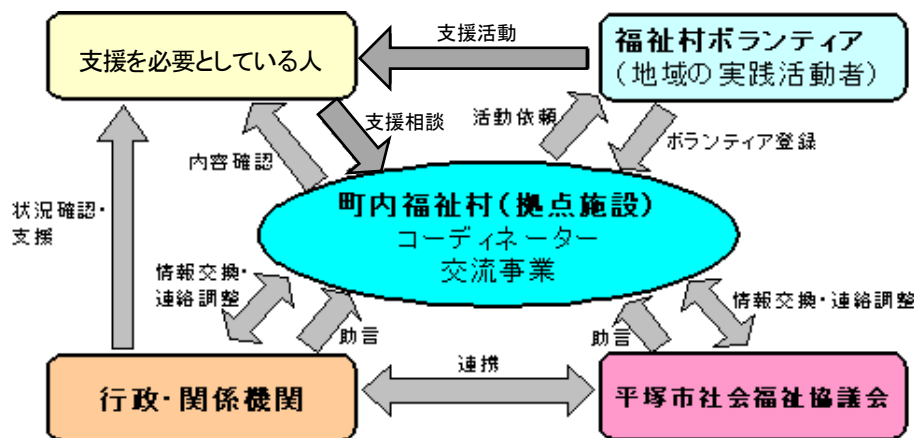 支援活動
支援を必要としている人
福祉村ボランティア
(地域の実践活動者)
支援相談
活動依頼
ボランティア登録
内容確認
町内福祉村(拠点施設)
コーディネーター
交流事業
状況確認・
支援
情報交換・
連絡調整
助言
情報交換・連絡調整
助言
連携
行政・関係機関
平塚市社会福祉協議会